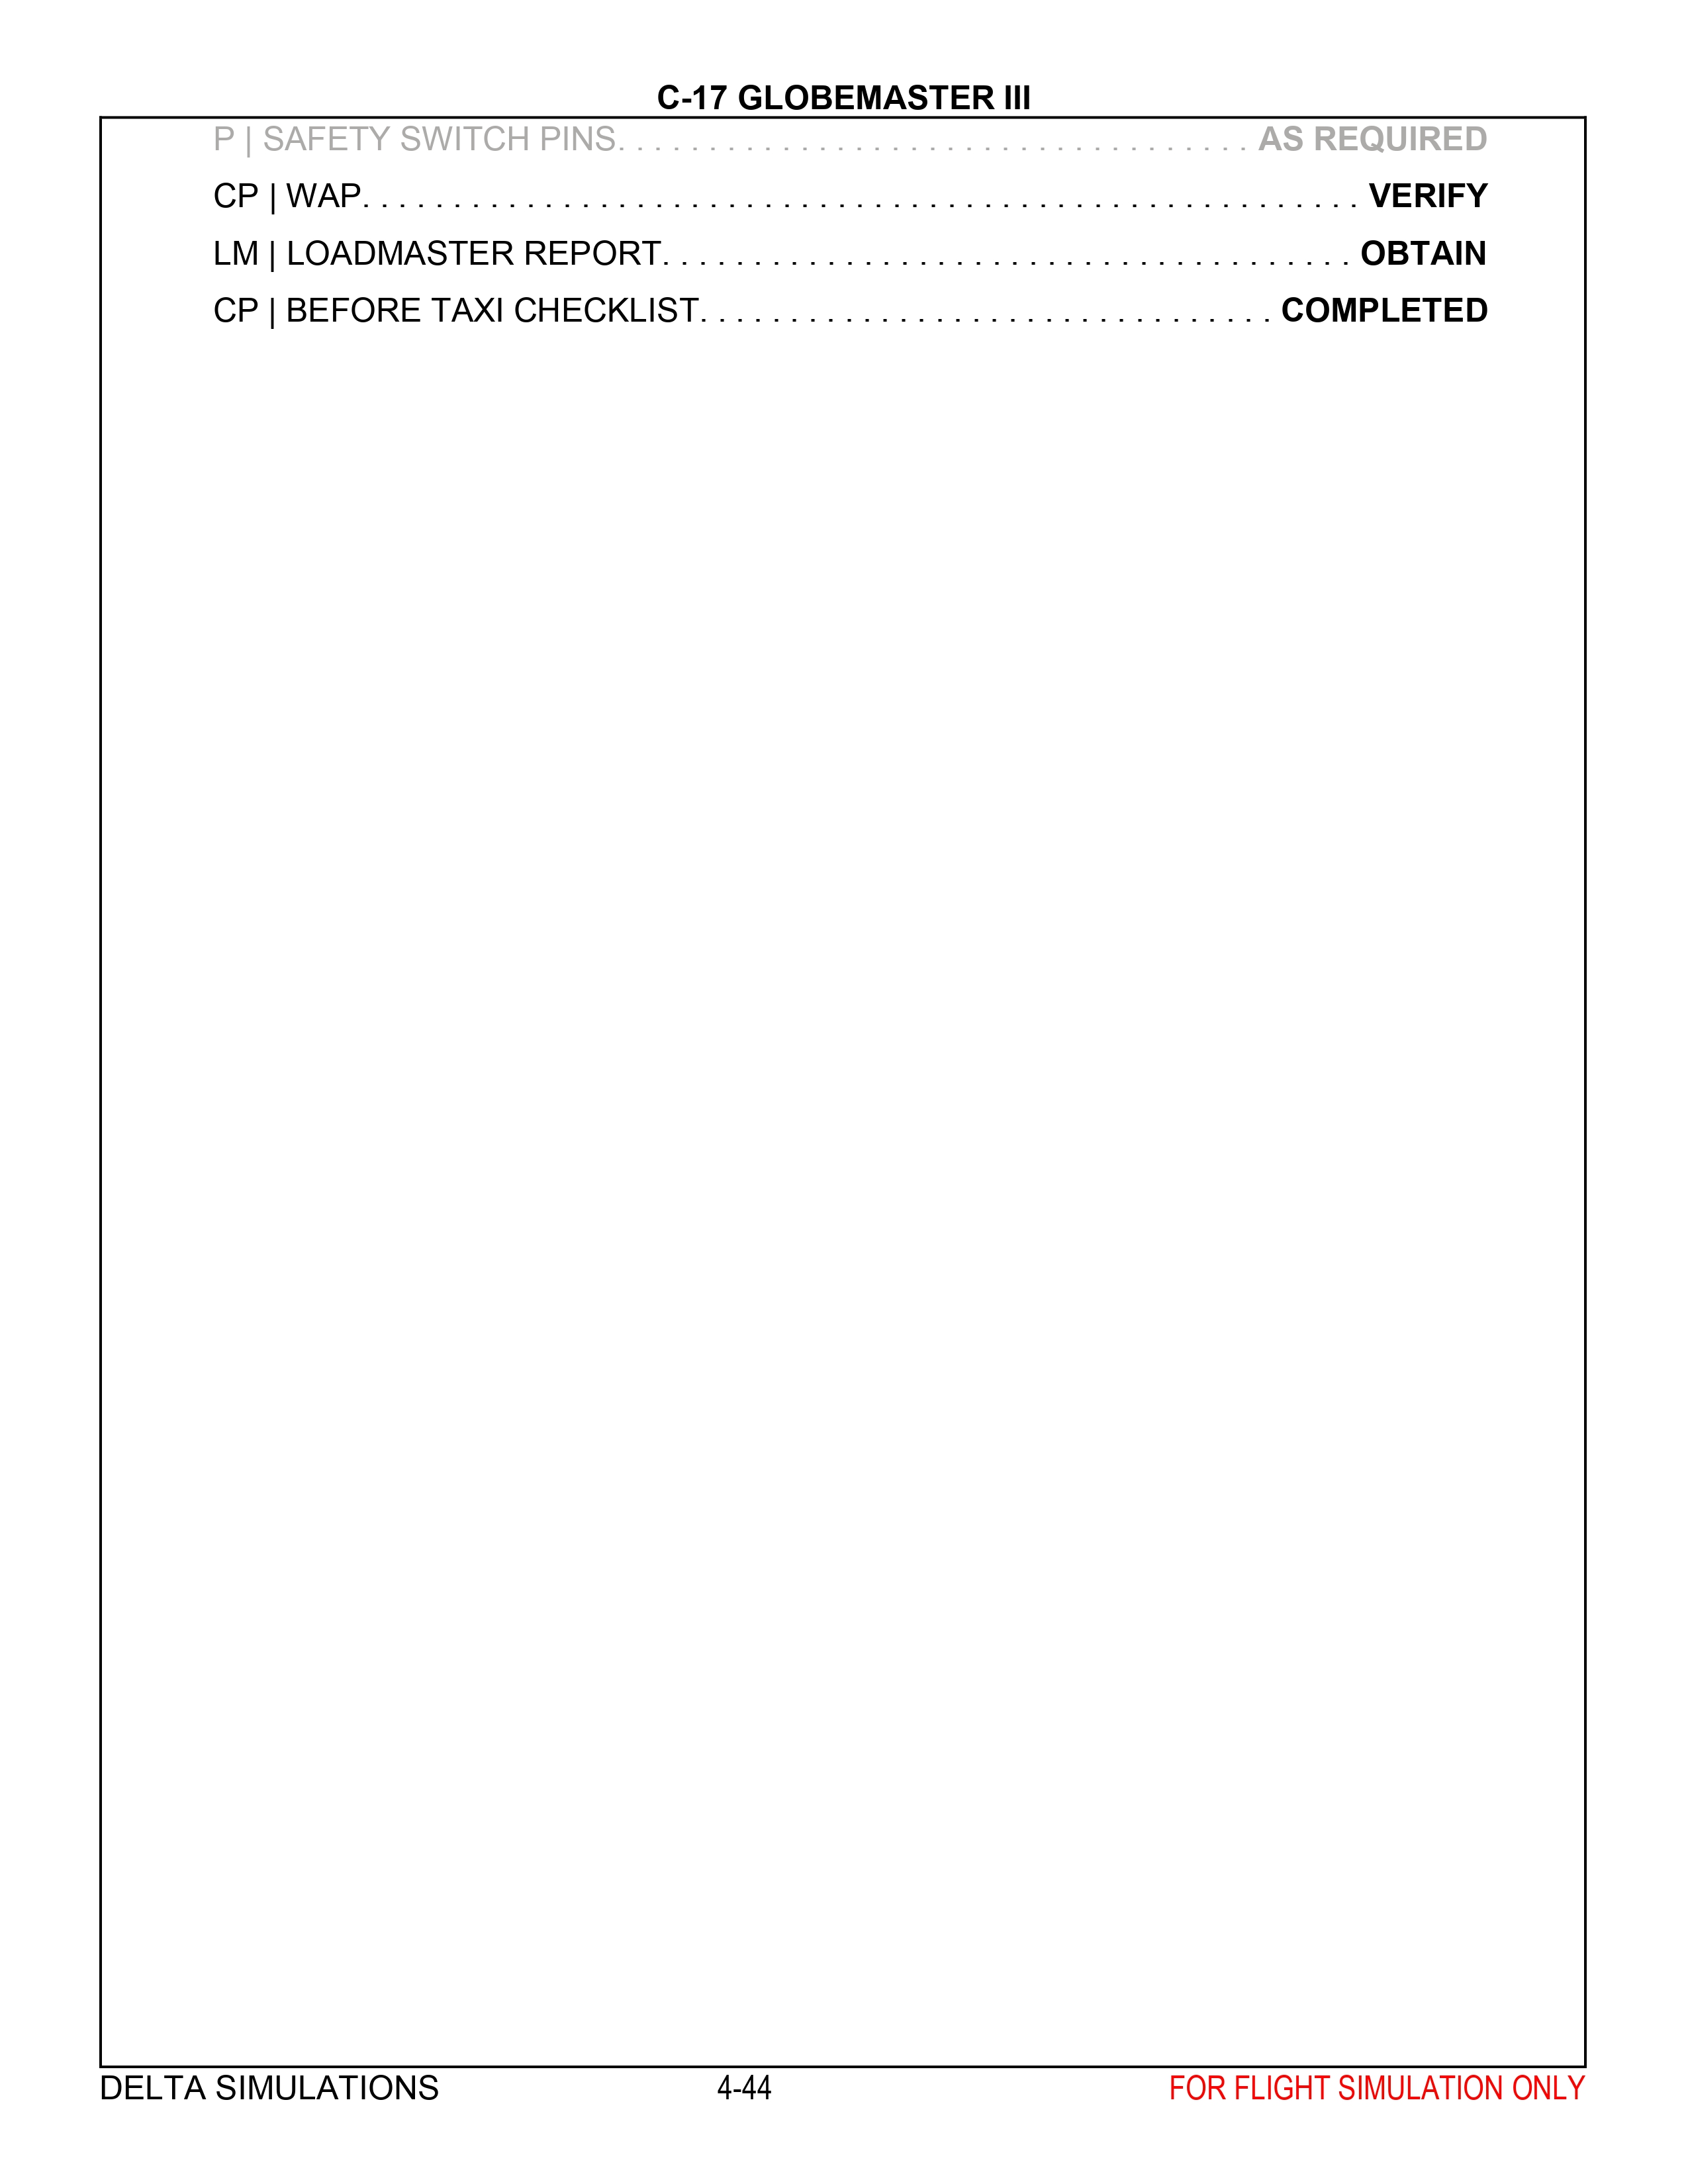 C-17 GLOBEMASTER III
P | SAFETY SWITCH PINS. . . . . . . . . . . . . . . . . . . . . . . . . . . . . . . . . . . AS REQUIRED
CP | WAP. . . . . . . . . . . . . . . . . . . . . . . . . . . . . . . . . . . . . . . . . . . . . . . . . . . . . . . VERIFY
LM | LOADMASTER REPORT. . . . . . . . . . . . . . . . . . . . . . . . . . . . . . . . . . . . . . OBTAIN
CP | BEFORE TAXI CHECKLIST. . . . . . . . . . . . . . . . . . . . . . . . . . . . . . . . COMPLETED
DELTA SIMULATIONS 4-44 FOR FLIGHT SIMULATION ONLY